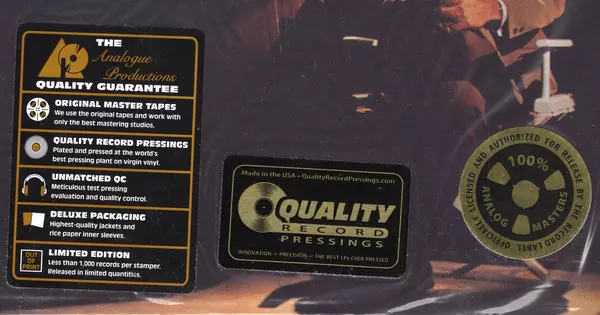 THE
AP
Analogue
Productions
QUALITY GUARANTEE
ORIGINAL MASTER TAPES
We use the original tapes and work with
only the best mastering studios.
QUALITY RECORD PRESSINGS
Plated and pressed at the world's
best pressing plant on virgin vinyl.
UNMATCHED QC
Meticulous test pressing
evaluation and quality control.
DELUXE PACKAGING
Highest-quality jackets and
rice paper inner sleeves.
OUT
OF
PRINT
LIMITED EDITION
Less than 1,000 records per stamper.
Released in limited quantities.
Made in the USA • QualityRecordPressings.com
QUALITY
RECORD
PRESSINGS
INNOVATION + PRECISION = THE BEST LPs EVER PRESSED
OFFICIALLY LICENSED AND AUTHORIZED FOR RELEASE BY THE RECORD LABEL
100%
ANALOG
MASTERS